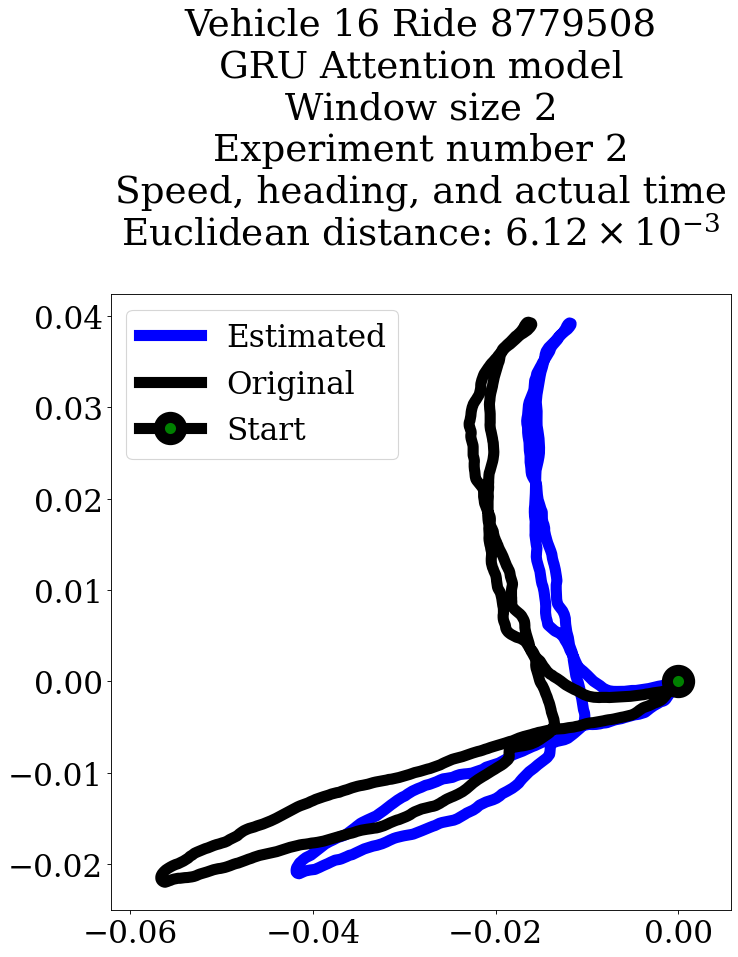 Vehicle 16 Ride 8779508
GRU Attention model
Window size 2
Experiment number 2
Speed, heading, and actual time
Euclidean distance: 6.12 × 10⁻³
0.04
Estimated
Original
0.03
Start
0.02
0.01
0.00
−0.01
−0.02
−0.06 −0.04 −0.02 0.00